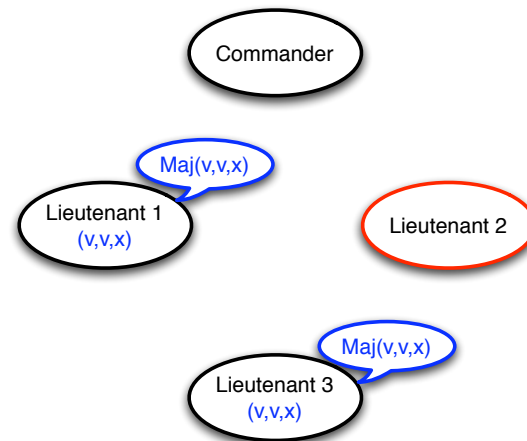 Commander
Maj(v,v,x)
Lieutenant 1
(v,v,x)
Lieutenant 2
Maj(v,v,x)
Lieutenant 3
(v,v,x)